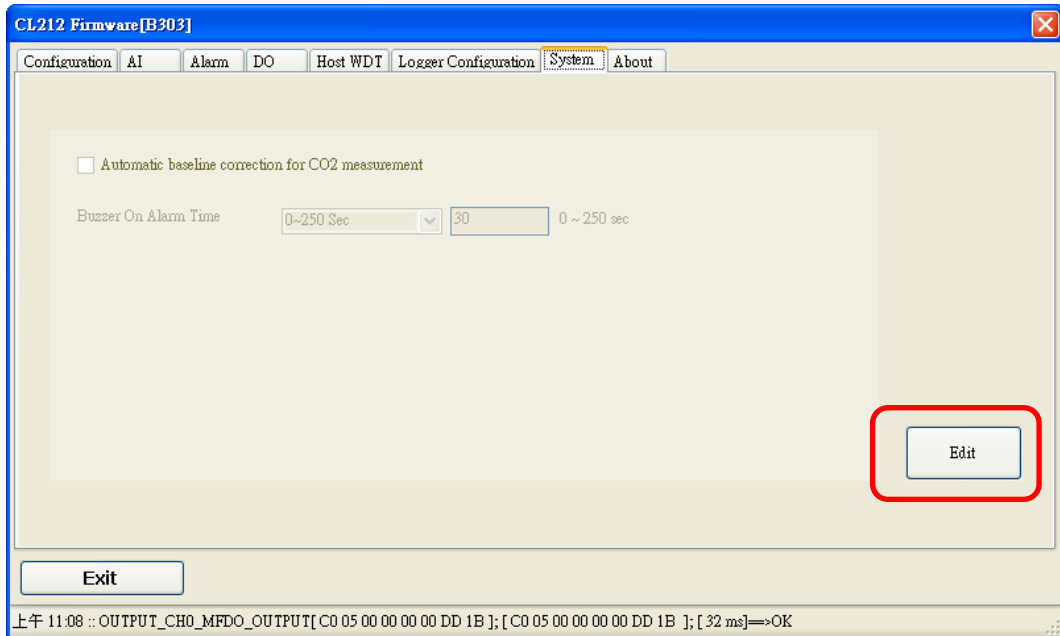 CL212 Firmware[B303]
Configuration AI Alarm DO Host WDT Logger Configuration System About
Automatic baseline correction for CO2 measurement
Buzzer On Alarm Time 0~250 Sec 30 0 ~ 250 sec
Edit
Exit
上午 11:08 :: OUTPUT_CH0_MFDO_OUTPUT[ C0 05 00 00 00 00 DD 1B ]; [ C0 05 00 00 00 00 DD 1B ]; [ 32 ms]==>OK